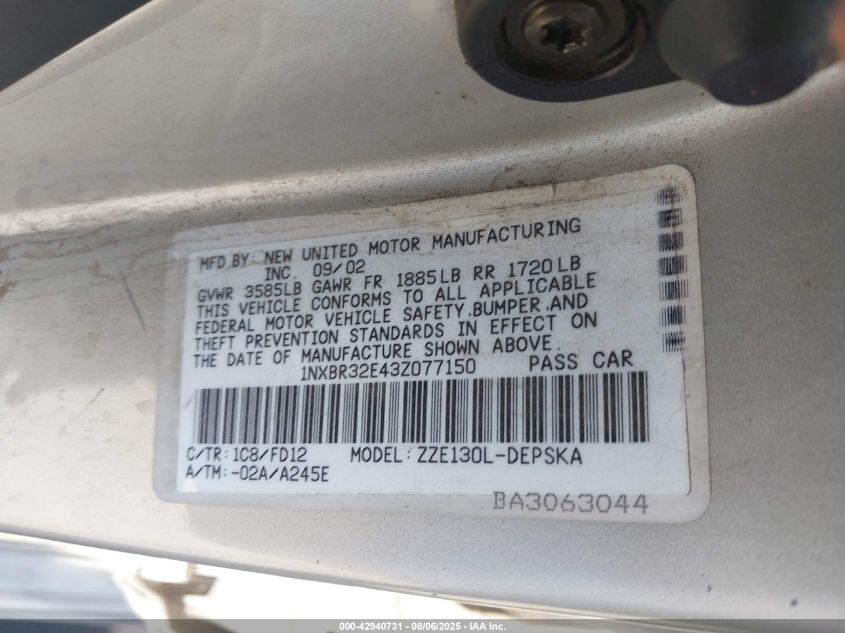 MFD.BY: NEW UNITED MOTOR MANUFACTURING
INC. 09/02
GVWR 3585LB GAWR FR 1885LB RR 1720LB
THIS VEHICLE CONFORMS TO ALL APPLICABLE
FEDERAL MOTOR VEHICLE SAFETY,BUMPER,AND
THEFT PREVENTION STANDARDS IN EFFECT ON
THE DATE OF MANUFACTURE SHOWN ABOVE.
1NXBR32E43Z077150 PASS CAR
C/TR:1C8/FD12 MODEL: ZZE130L-DEPSKA
A/TM:-02A/A245E
BA3063044
000-42940731 - 08/06/2025 - IAA Inc.